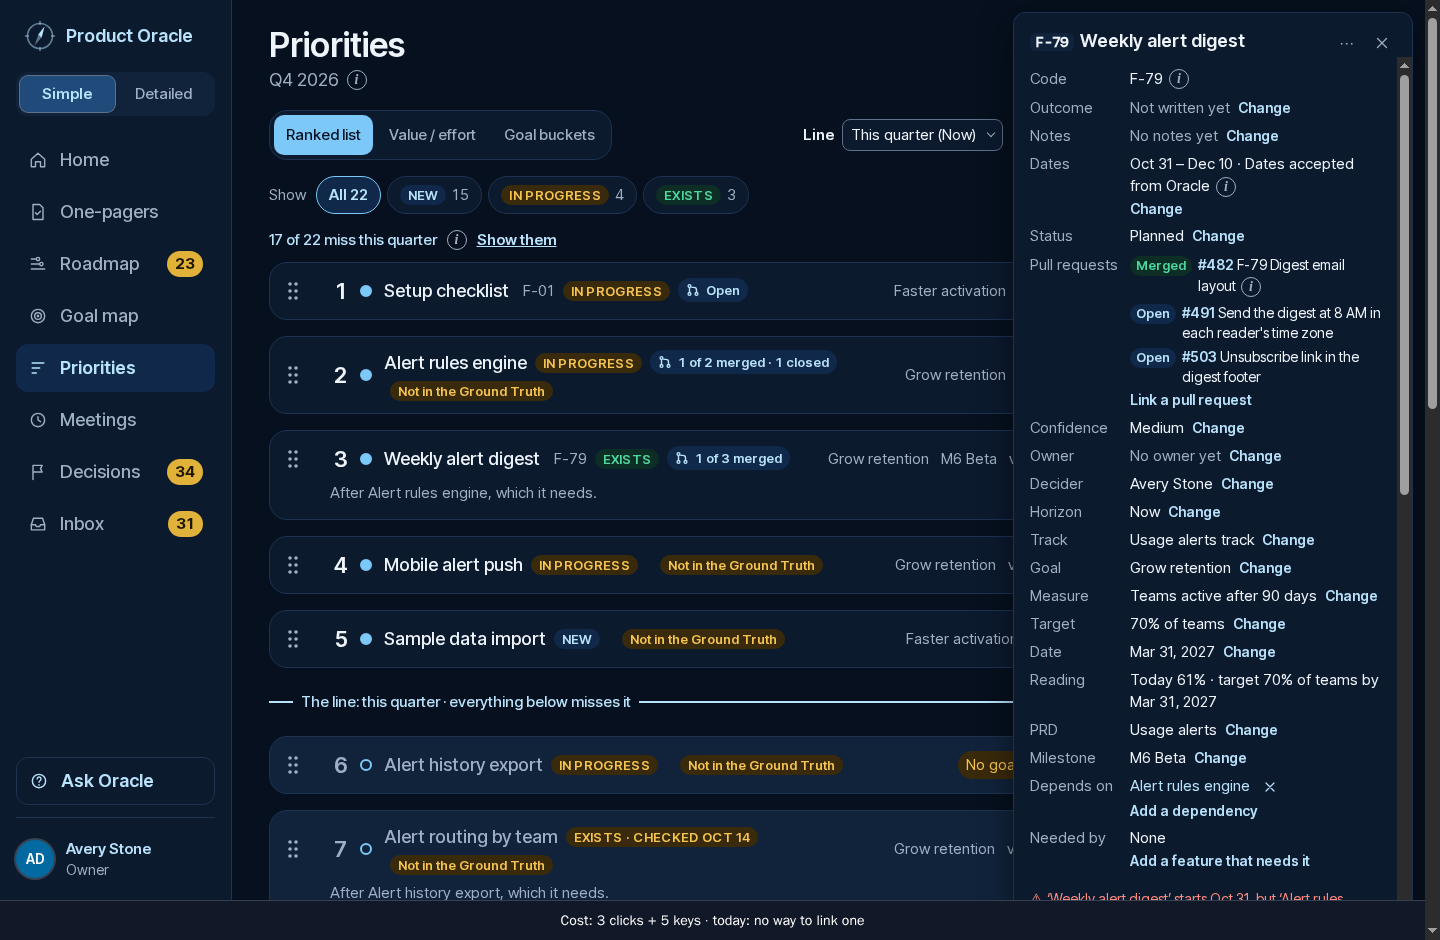 Product Oracle
Simple
Detailed
Home
One-pagers
Roadmap 23
Goal map
Priorities
Meetings
Decisions 34
Inbox 31
Ask Oracle
AD
Avery Stone
Owner
Priorities
Q4 2026 i
Ranked list
Value / effort
Goal buckets
Line This quarter (Now)
Show All 22 NEW 15 IN PROGRESS 4 EXISTS 3
17 of 22 miss this quarter i Show them
1 Setup checklist F-01 IN PROGRESS Open Faster activation
2 Alert rules engine IN PROGRESS 1 of 2 merged · 1 closed
Not in the Ground Truth
Grow retention
3 Weekly alert digest F-79 EXISTS 1 of 3 merged Grow retention M6 Beta
After Alert rules engine, which it needs.
4 Mobile alert push IN PROGRESS Not in the Ground Truth Grow retention
5 Sample data import NEW Not in the Ground Truth Faster activation
The line: this quarter · everything below misses it
6 Alert history export IN PROGRESS Not in the Ground Truth No goa
7 Alert routing by team EXISTS · CHECKED OCT 14
Not in the Ground Truth
Grow retention
After Alert history export, which it needs.
F-79 Weekly alert digest ...
Code F-79 i
Outcome Not written yet Change
Notes No notes yet Change
Dates Oct 31 – Dec 10 · Dates accepted
from Oracle i
Change
Status Planned Change
Pull requests Merged #482 F-79 Digest email
layout i
Open #491 Send the digest at 8 AM in
each reader's time zone
Open #503 Unsubscribe link in the
digest footer
Link a pull request
Confidence Medium Change
Owner No owner yet Change
Decider Avery Stone Change
Horizon Now Change
Track Usage alerts track Change
Goal Grow retention Change
Measure Teams active after 90 days Change
Target 70% of teams Change
Date Mar 31, 2027 Change
Reading Today 61% · target 70% of teams by
Mar 31, 2027
PRD Usage alerts Change
Milestone M6 Beta Change
Depends on Alert rules engine
Add a dependency
Needed by None
Add a feature that needs it
⚠ 'Weekly alert digest' starts Oct 31, but 'Alert rules
Cost: 3 clicks + 5 keys · today: no way to link one